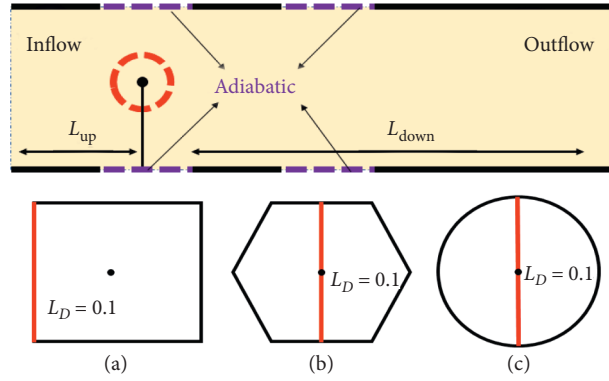 Inflow
Outflow
Adiabatic
L_up
L_down
L_D = 0.1
L_D = 0.1
L_D = 0.1
(a)
(b)
(c)